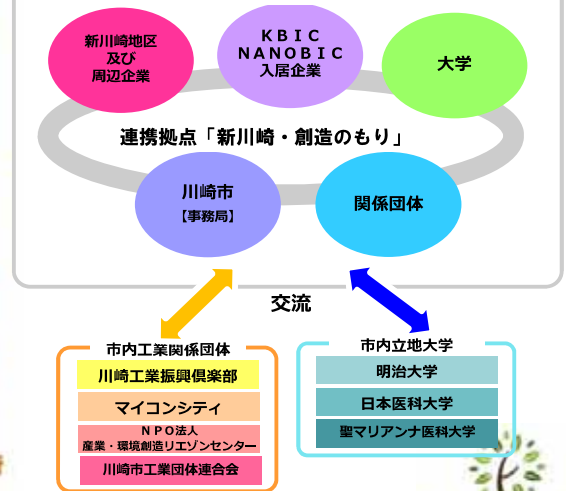 新川崎地区
及び
周辺企業
ＫＢＩＣ
ＮＡＮＯＢＩＣ
入居企業
大学
連携拠点「新川崎・創造のもり」
川崎市
【事務局】
関係団体
交流
市内工業関係団体
川崎工業振興倶楽部
マイコンシティ
ＮＰＯ法人
産業・環境創造リエゾンセンター
川崎市工業団体連合会
市内立地大学
明治大学
日本医科大学
聖マリアンナ医科大学